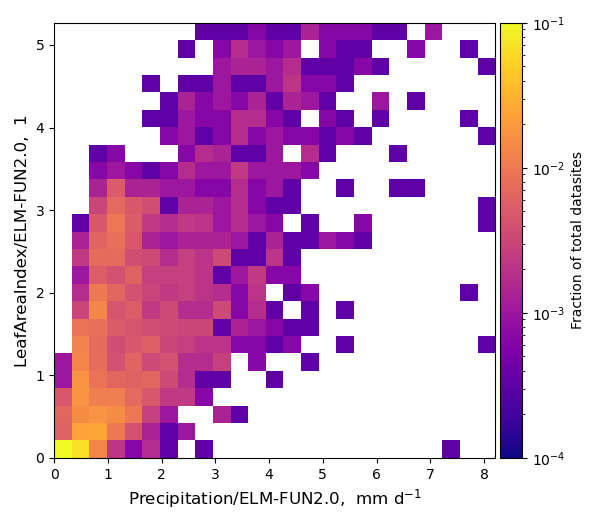 5
4
3
2
1
0
LeafAreaIndex/ELM-FUN2.0,  1
0 1 2 3 4 5 6 7 8
Precipitation/ELM-FUN2.0,  mm d⁻¹
10⁻¹
10⁻²
10⁻³
10⁻⁴
Fraction of total datasites